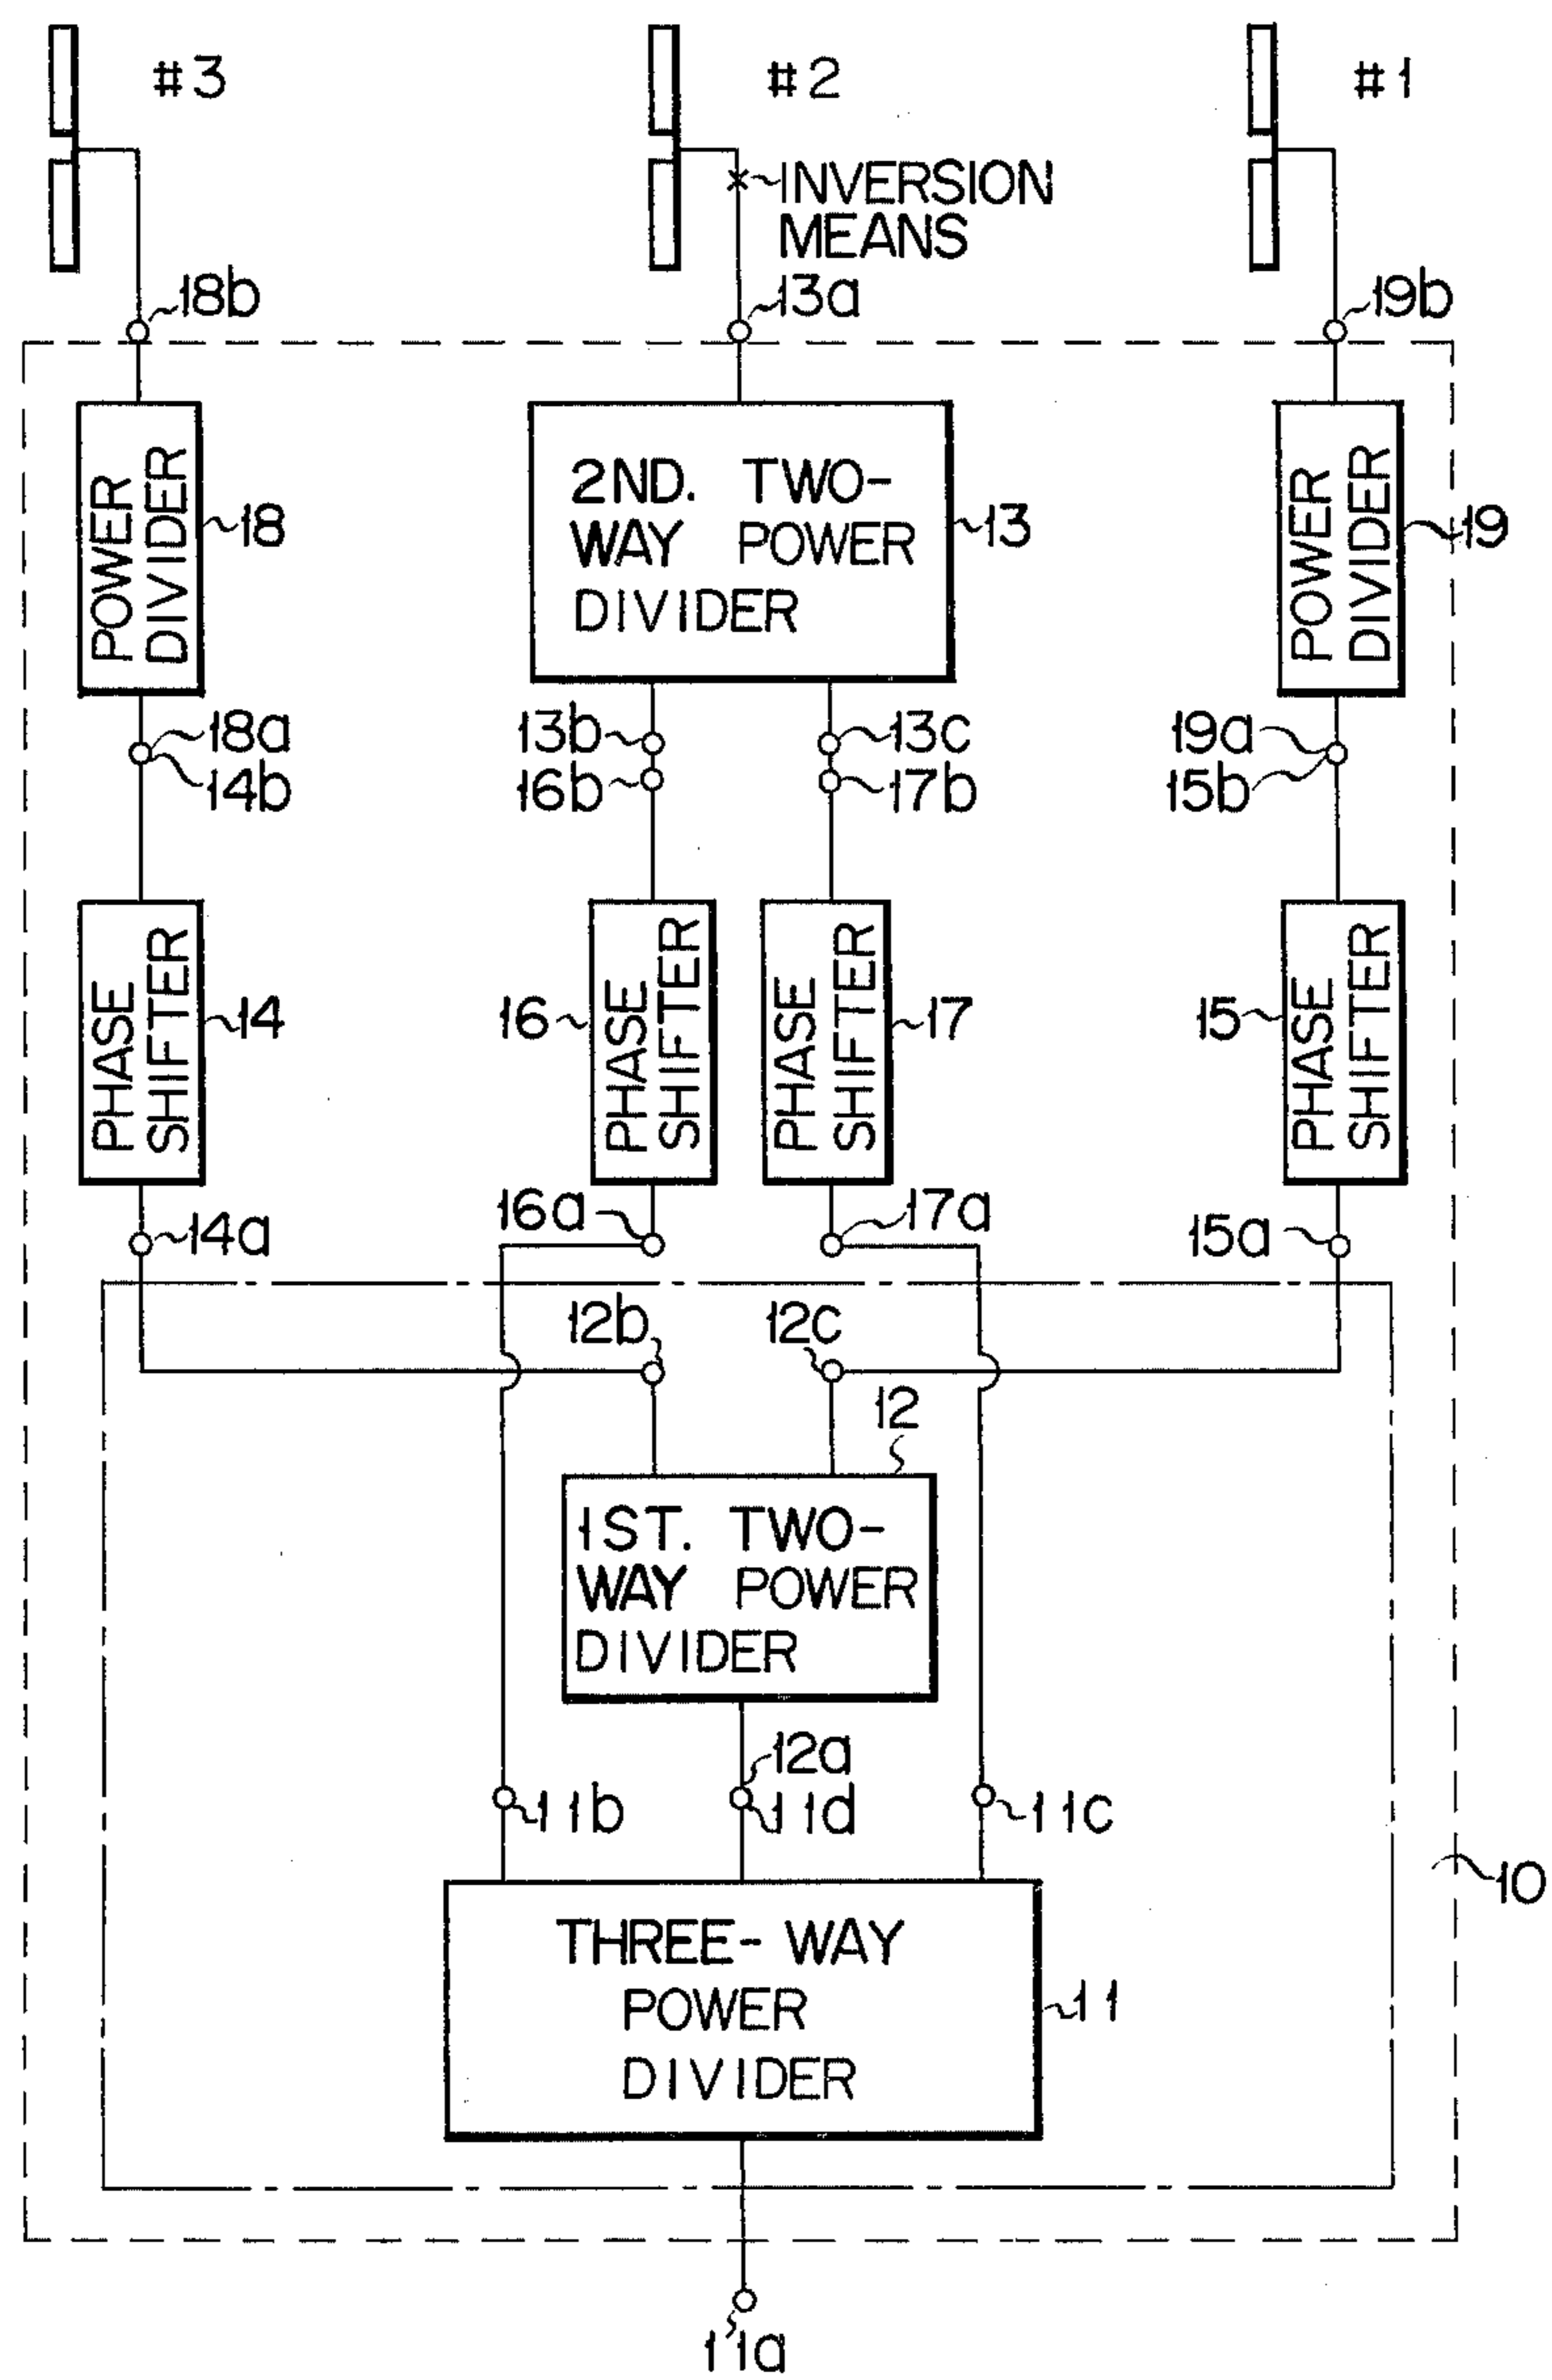 #3
#2
#1
INVERSION
MEANS
18b
13a
19b
POWER
DIVIDER
18
2ND. TWO-
WAY POWER
DIVIDER
13
POWER
DIVIDER
19
18a
14b
13b
16b
13c
17b
19a
15b
PHASE
SHIFTER
14
16
PHASE
SHIFTER
PHASE
SHIFTER
17
15
PHASE
SHIFTER
14a
16a
17a
15a
12b
12c
12
1ST. TWO-
WAY POWER
DIVIDER
12a
11b
11d
11c
10
THREE-WAY
POWER
DIVIDER
11
11a